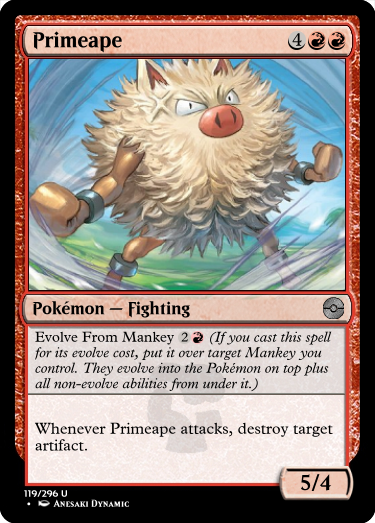 Primeape 4
Pokémon — Fighting
Evolve From Mankey 2 (If you cast this spell
for its evolve cost, put it over target Mankey you
control. They evolve into the Pokémon on top plus
all non-evolve abilities from under it.)
Whenever Primeape attacks, destroy target
artifact.
5/4
119/296 U
• Anesaki Dynamic